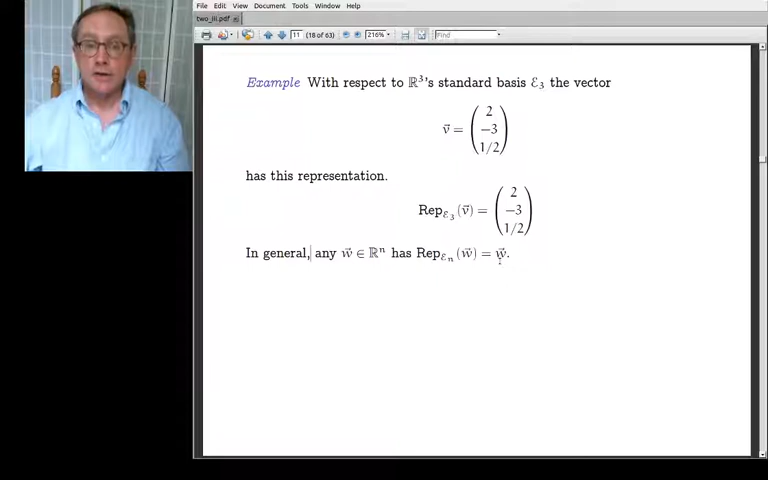 File Edit View Document Tools Window Help
two_iii.pdf
11 (18 of 63) 216% Find
Example With respect to ℝ³'s standard basis ℰ₃ the vector
v⃗ = ( 2
−3
1/2 )
has this representation.
Rep_ℰ₃(v⃗) = ( 2
−3
1/2 )
In general, any w⃗ ∈ ℝⁿ has Rep_ℰₙ(w⃗) = w⃗.